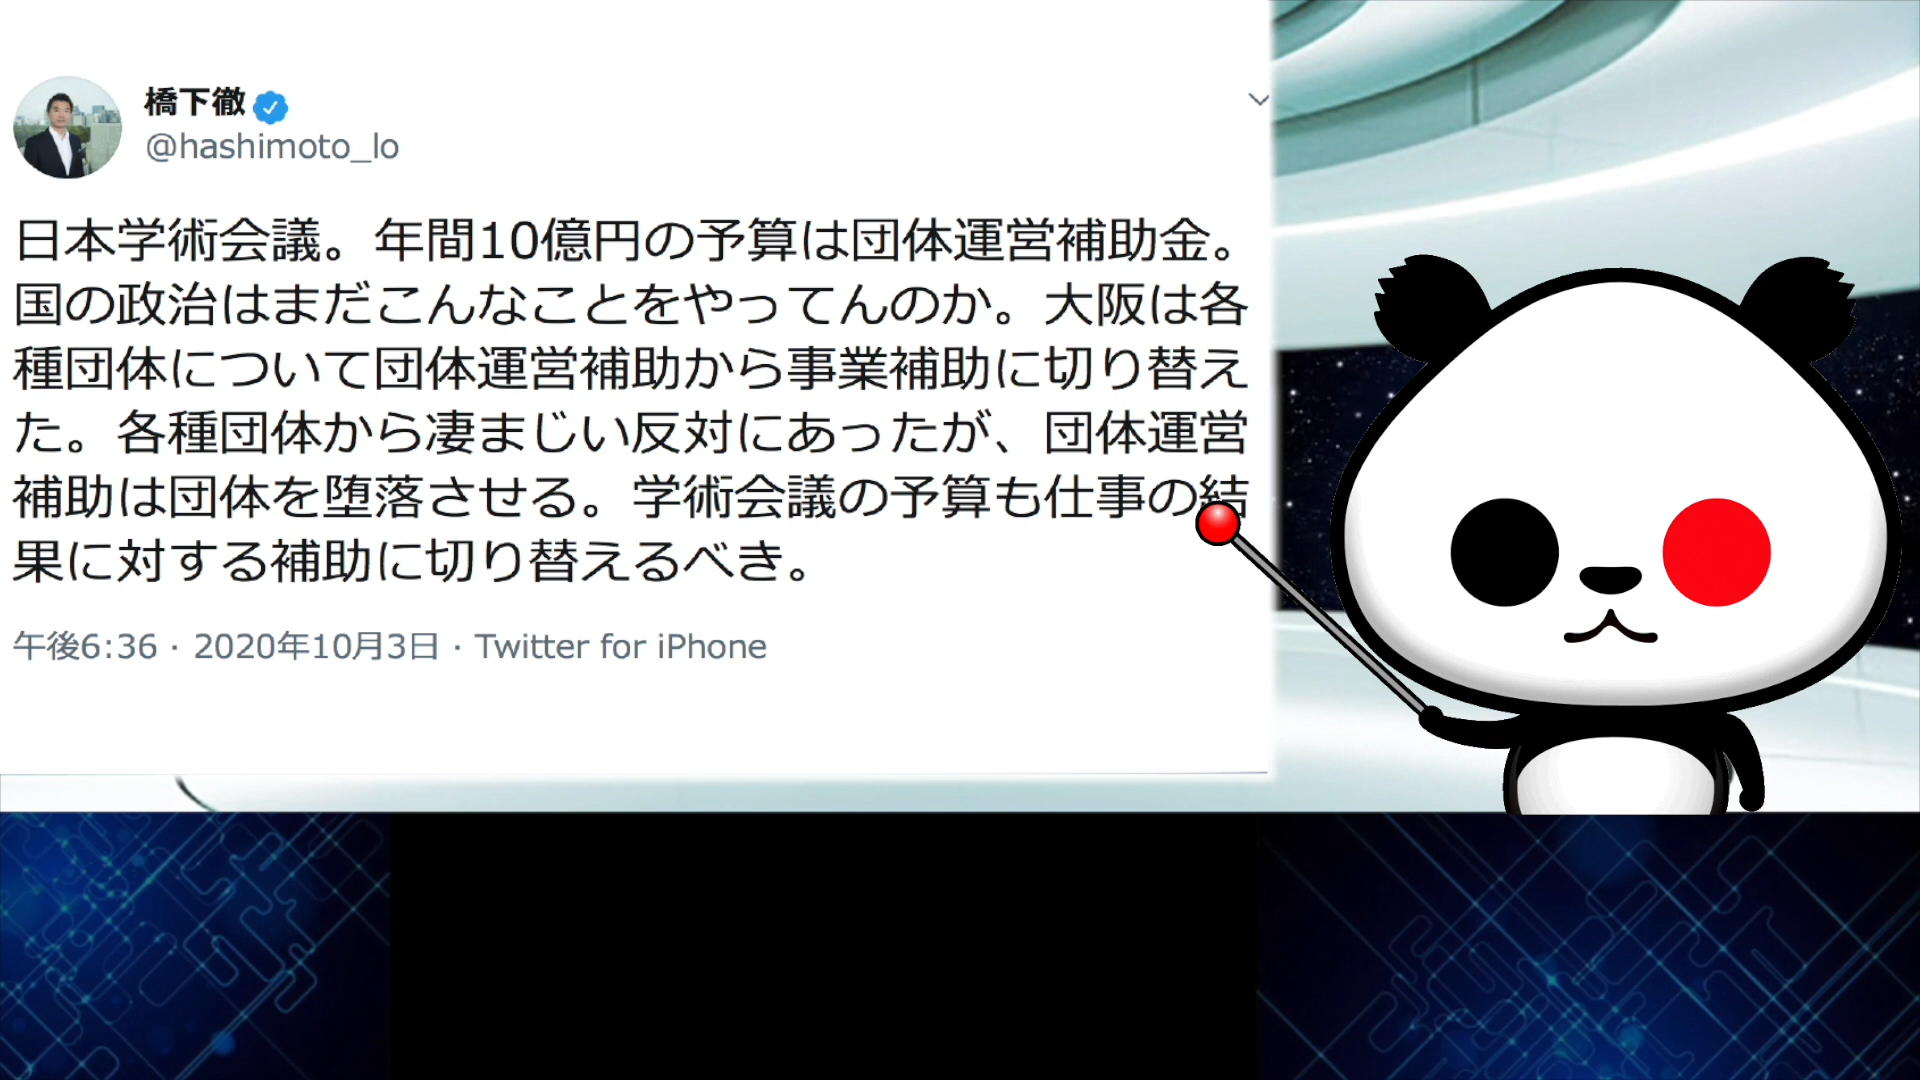 橋下徹
@hashimoto_lo
日本学術会議。年間10億円の予算は団体運営補助金。
国の政治はまだこんなことをやってんのか。大阪は各
種団体について団体運営補助から事業補助に切り替え
た。各種団体から凄まじい反対にあったが、団体運営
補助は団体を堕落させる。学術会議の予算も仕事の結
果に対する補助に切り替えるべき。
午後6:36 · 2020年10月3日 · Twitter for iPhone